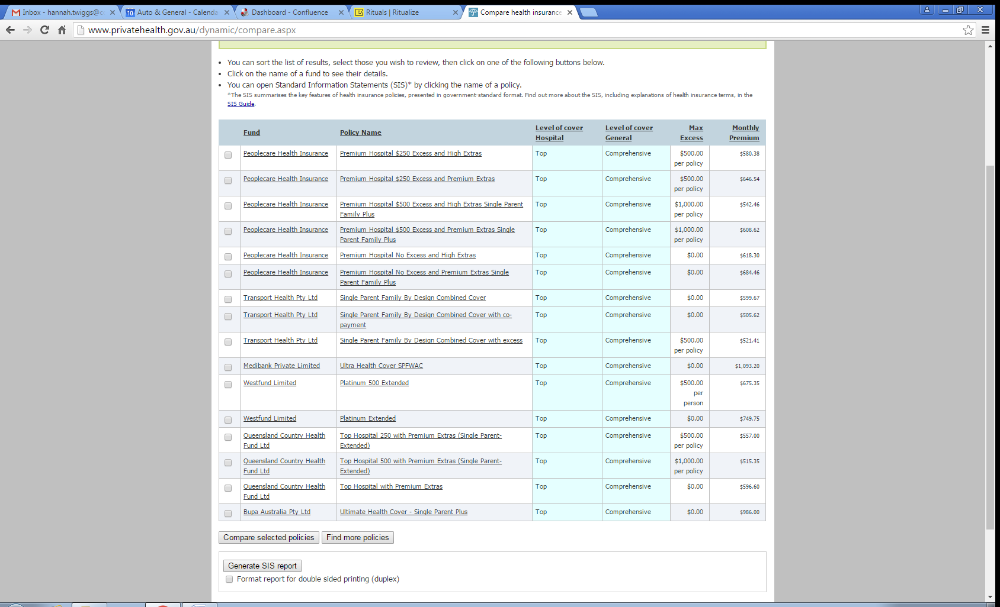 Inbox - hannah.twiggs@c
Auto & General - Calenda
Dashboard - Confluence
Rituals | Ritualize
Compare health insurance
www.privatehealth.gov.au/dynamic/compare.aspx
• You can sort the list of results, select those you wish to review, then click on one of the following buttons below.
• Click on the name of a fund to see their details.
• You can open Standard Information Statements (SIS)* by clicking the name of a policy.
*The SIS summarises the key features of health insurance policies, presented in government-standard format. Find out more about the SIS, including explanations of health insurance terms, in the
SIS Guide.
Fund Policy Name Level of cover Hospital Level of cover General Max Excess Monthly Premium
Peoplecare Health Insurance Premium Hospital $250 Excess and High Extras Top Comprehensive $500.00 per policy $580.38
Peoplecare Health Insurance Premium Hospital $250 Excess and Premium Extras Top Comprehensive $500.00 per policy $646.54
Peoplecare Health Insurance Premium Hospital $500 Excess and High Extras Single Parent Family Plus Top Comprehensive $1,000.00 per policy $542.46
Peoplecare Health Insurance Premium Hospital $500 Excess and Premium Extras Single Parent Family Plus Top Comprehensive $1,000.00 per policy $608.62
Peoplecare Health Insurance Premium Hospital No Excess and High Extras Top Comprehensive $0.00 $618.30
Peoplecare Health Insurance Premium Hospital No Excess and Premium Extras Single Parent Family Plus Top Comprehensive $0.00 $684.46
Transport Health Pty Ltd Single Parent Family By Design Combined Cover Top Comprehensive $0.00 $599.67
Transport Health Pty Ltd Single Parent Family By Design Combined Cover with co-payment Top Comprehensive $0.00 $505.62
Transport Health Pty Ltd Single Parent Family By Design Combined Cover with excess Top Comprehensive $500.00 per policy $521.41
Medibank Private Limited Ultra Health Cover SPFWAC Top Comprehensive $0.00 $1,093.20
Westfund Limited Platinum 500 Extended Top Comprehensive $500.00 per person $675.35
Westfund Limited Platinum Extended Top Comprehensive $0.00 $749.75
Queensland Country Health Fund Ltd Top Hospital 250 with Premium Extras (Single Parent-Extended) Top Comprehensive $500.00 per policy $557.00
Queensland Country Health Fund Ltd Top Hospital 500 with Premium Extras (Single Parent-Extended) Top Comprehensive $1,000.00 per policy $515.35
Queensland Country Health Fund Ltd Top Hospital with Premium Extras Top Comprehensive $0.00 $596.60
Bupa Australia Pty Ltd Ultimate Health Cover - Single Parent Plus Top Comprehensive $0.00 $986.00
Compare selected policies Find more policies
Generate SIS report
Format report for double sided printing (duplex)